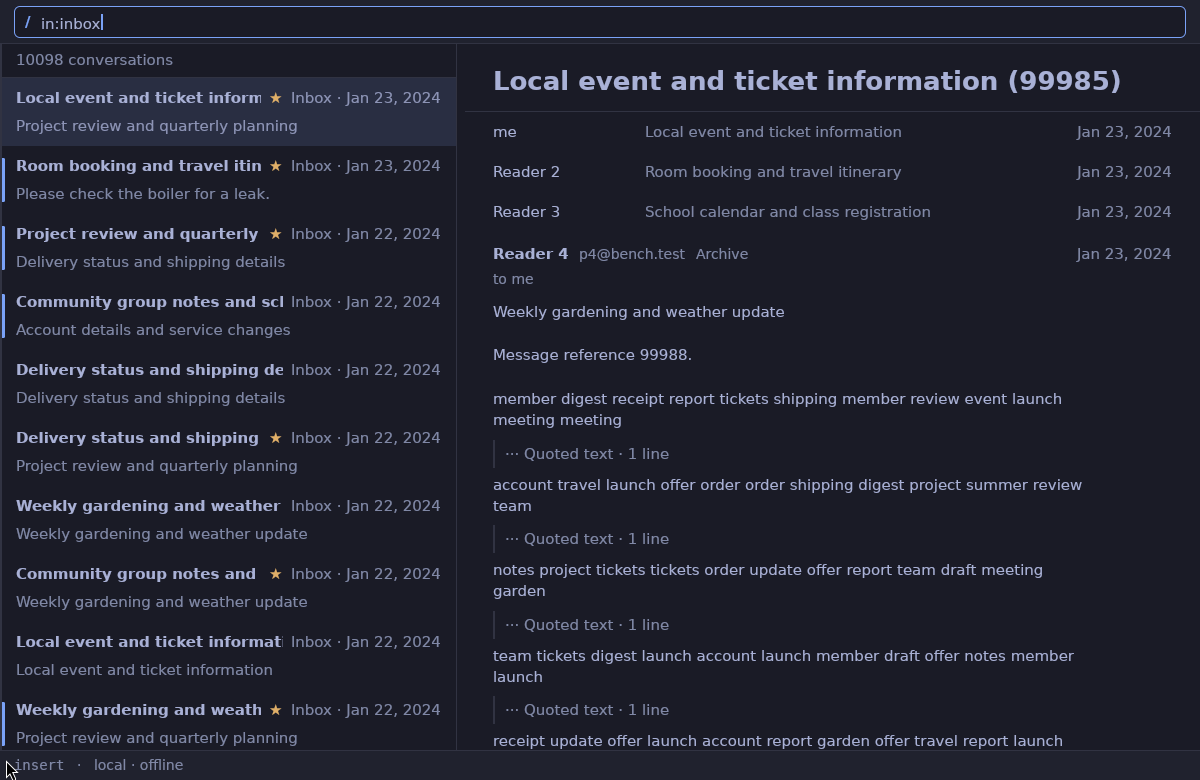 / in:inbox
10098 conversations
Local event and ticket inform ★ Inbox · Jan 23, 2024
Project review and quarterly planning
Room booking and travel itin ★ Inbox · Jan 23, 2024
Please check the boiler for a leak.
Project review and quarterly ★ Inbox · Jan 22, 2024
Delivery status and shipping details
Community group notes and scl Inbox · Jan 22, 2024
Account details and service changes
Delivery status and shipping de Inbox · Jan 22, 2024
Delivery status and shipping details
Delivery status and shipping ★ Inbox · Jan 22, 2024
Project review and quarterly planning
Weekly gardening and weather Inbox · Jan 22, 2024
Weekly gardening and weather update
Community group notes and ★ Inbox · Jan 22, 2024
Weekly gardening and weather update
Local event and ticket informati Inbox · Jan 22, 2024
Local event and ticket information
Weekly gardening and weath ★ Inbox · Jan 22, 2024
Project review and quarterly planning
Local event and ticket information (99985)
me Local event and ticket information Jan 23, 2024
Reader 2 Room booking and travel itinerary Jan 23, 2024
Reader 3 School calendar and class registration Jan 23, 2024
Reader 4 p4@bench.test Archive Jan 23, 2024
to me
Weekly gardening and weather update
Message reference 99988.
member digest receipt report tickets shipping member review event launch
meeting meeting
··· Quoted text · 1 line
account travel launch offer order order shipping digest project summer review
team
··· Quoted text · 1 line
notes project tickets tickets order update offer report team draft meeting
garden
··· Quoted text · 1 line
team tickets digest launch account launch member draft offer notes member
launch
··· Quoted text · 1 line
receipt update offer launch account report garden offer travel report launch
insert · local · offline